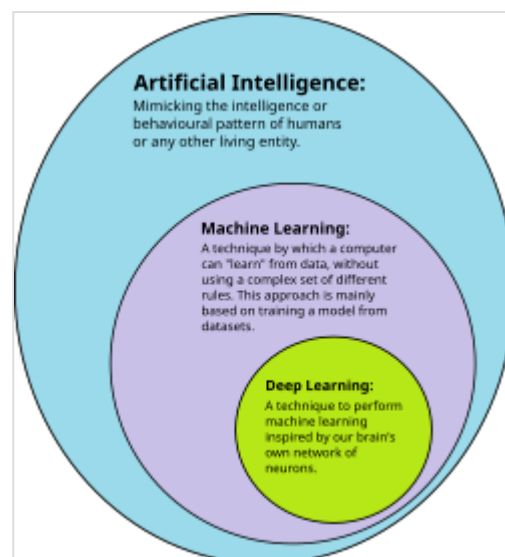 Artificial Intelligence:
Mimicking the intelligence or
behavioural pattern of humans
or any other living entity.
Machine Learning:
A technique by which a computer
can "learn" from data, without
using a complex set of different
rules. This approach is mainly
based on training a model from
datasets.
Deep Learning:
A technique to perform
machine learning
inspired by our brain's
own network of
neurons.